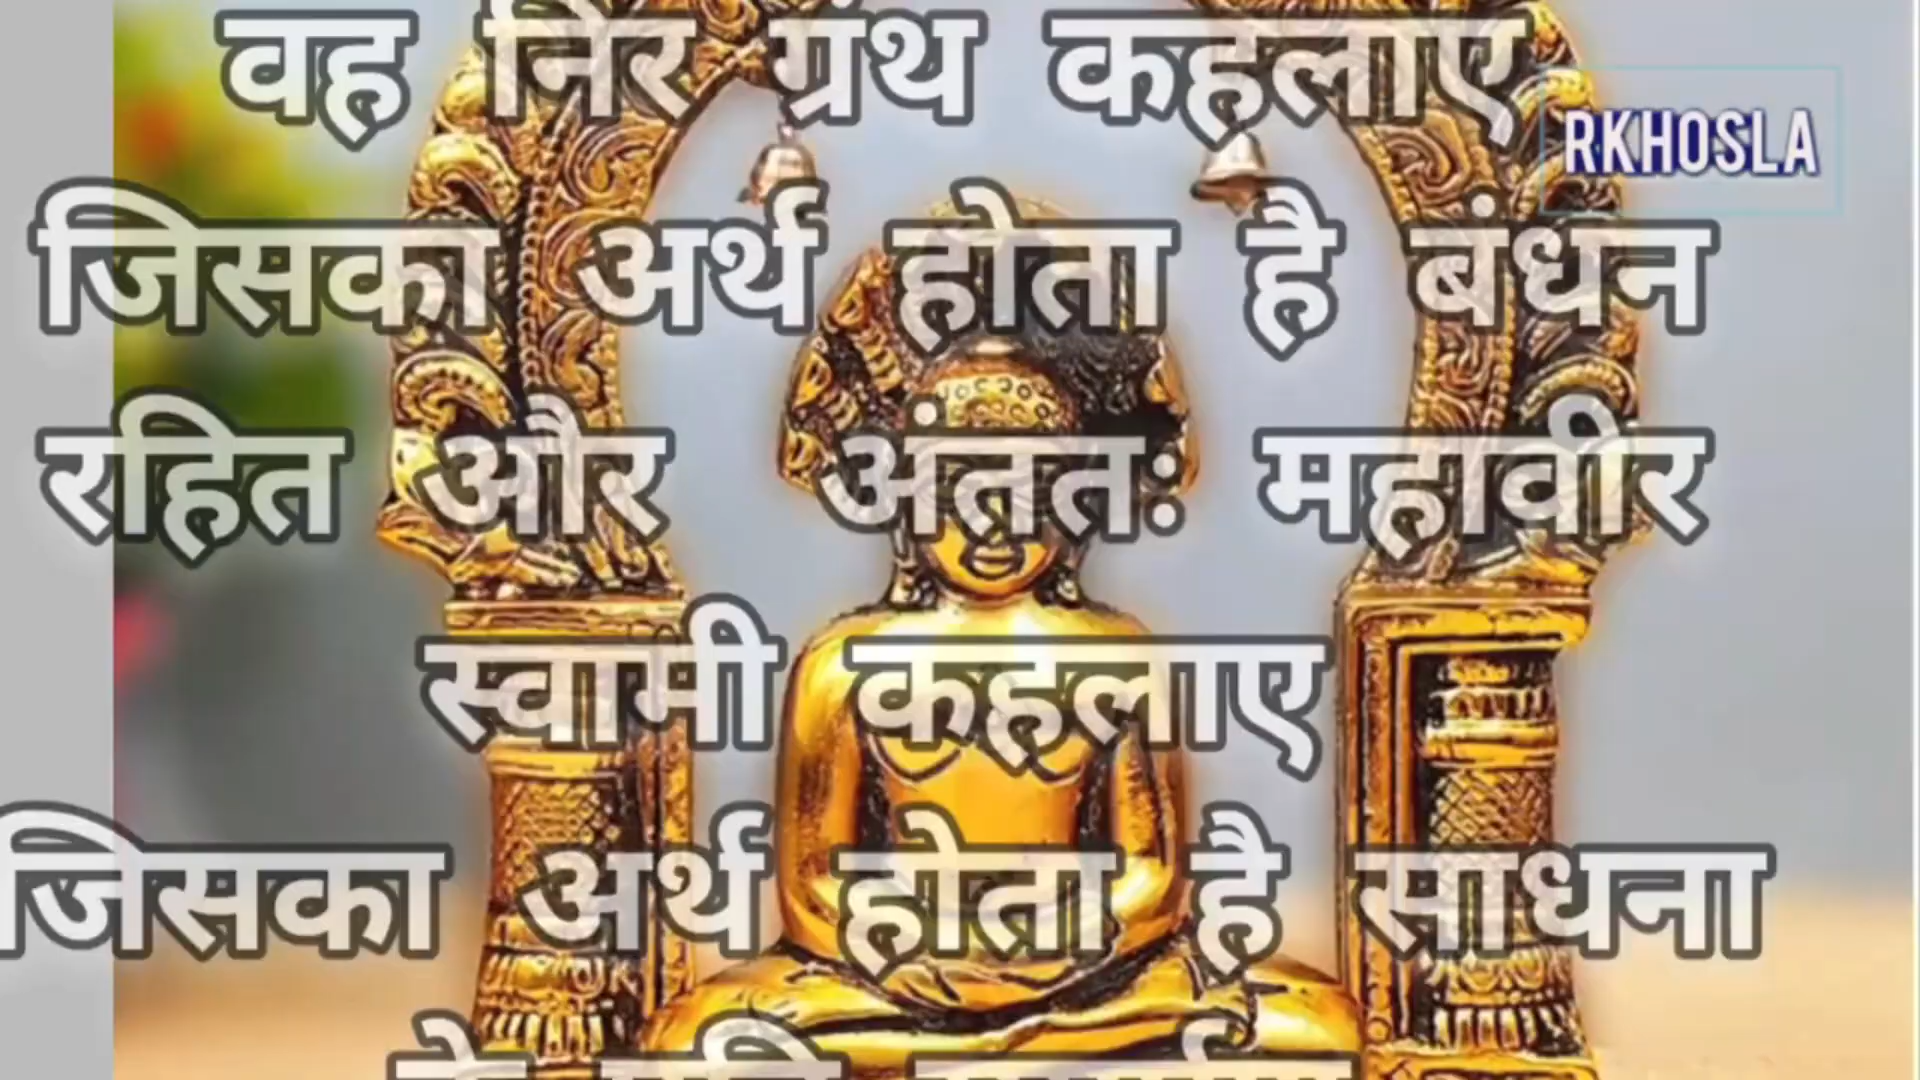 वह निर ग्रंथ कहलाए
RKHOSLA
जिसका अर्थ होता है बंधन
रहित और अंततः महावीर
स्वामी कहलाए
जिसका अर्थ होता है साधना